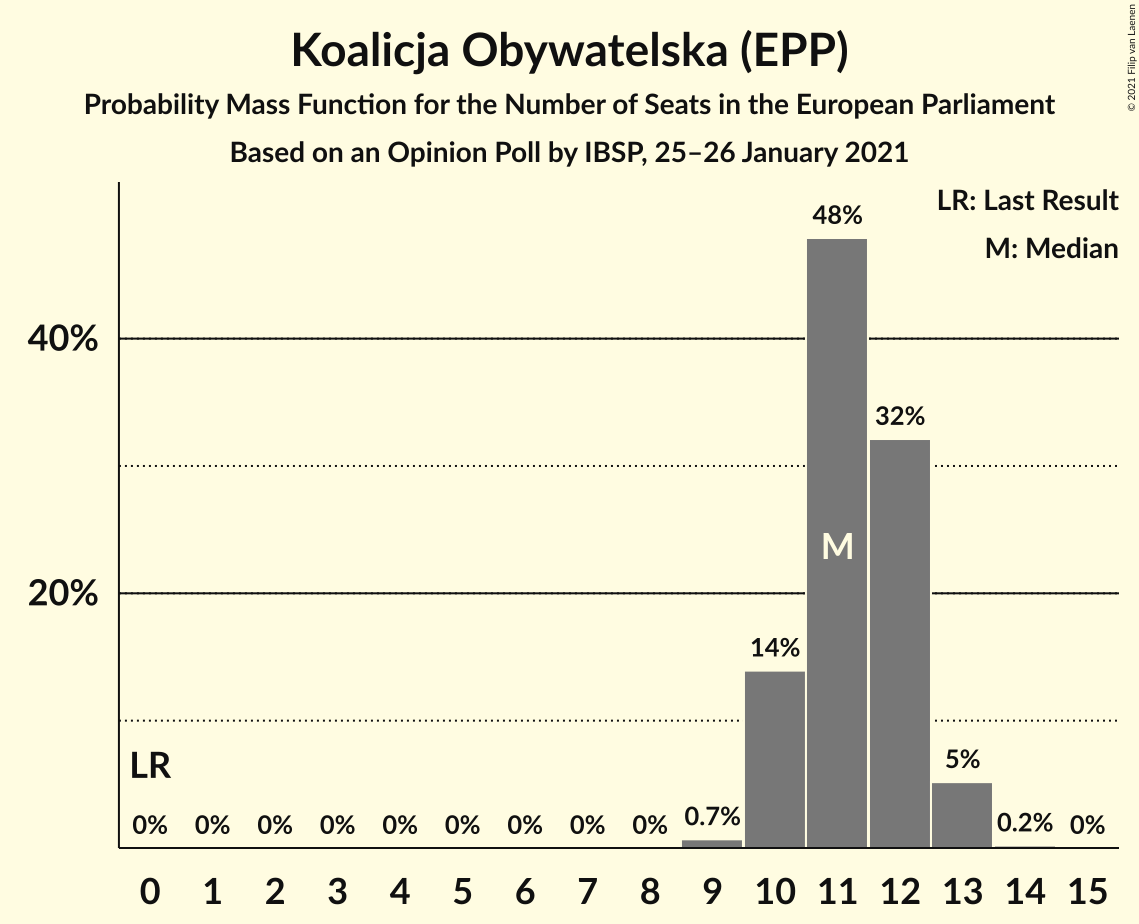 Koalicja Obywatelska (EPP)
Probability Mass Function for the Number of Seats in the European Parliament
Based on an Opinion Poll by IBSP, 25–26 January 2021
© 2021 Filip van Laenen
LR: Last Result
M: Median
48%
40%
32%
M
20%
14%
LR
5%
0% 0% 0% 0% 0% 0% 0% 0% 0% 0.7% 0.2% 0%
0 1 2 3 4 5 6 7 8 9 10 11 12 13 14 15